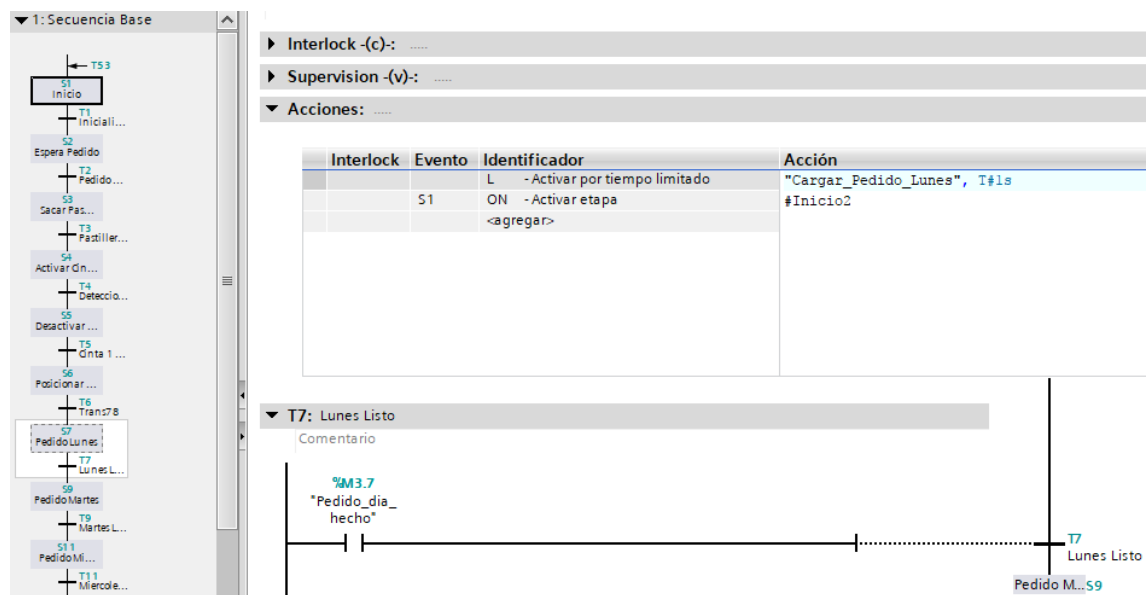 1: Secuencia Base
T53
S1
Inicio
T1
Iniciali...
S2
Espera Pedido
T2
Pedido...
S3
Sacar Pas...
T3
Pastiller...
S4
Activar Cin...
T4
Deteccio...
S5
Desactivar ...
T5
Cinta 1 ...
S6
Posicionar ...
T6
Trans78
S7
Pedido Lunes
T7
Lunes L...
S9
Pedido Martes
T9
Martes L...
S11
Pedido Mi...
T11
Miercole...
Interlock -(c)-: .....
Supervision -(v)-: .....
Acciones: .....
Interlock Evento Identificador Acción
L - Activar por tiempo limitado "Cargar_Pedido_Lunes", T#1s
S1 ON - Activar etapa #Inicio2
<agregar>
T7: Lunes Listo
Comentario
%M3.7
"Pedido_dia_
hecho"
T7
Lunes Listo
Pedido M... S9